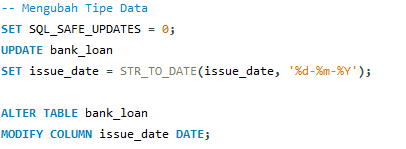 -- Mengubah Tipe Data
SET SQL_SAFE_UPDATES = 0;
UPDATE bank_loan
SET issue_date = STR_TO_DATE(issue_date, '%d-%m-%Y');
ALTER TABLE bank_loan
MODIFY COLUMN issue_date DATE;